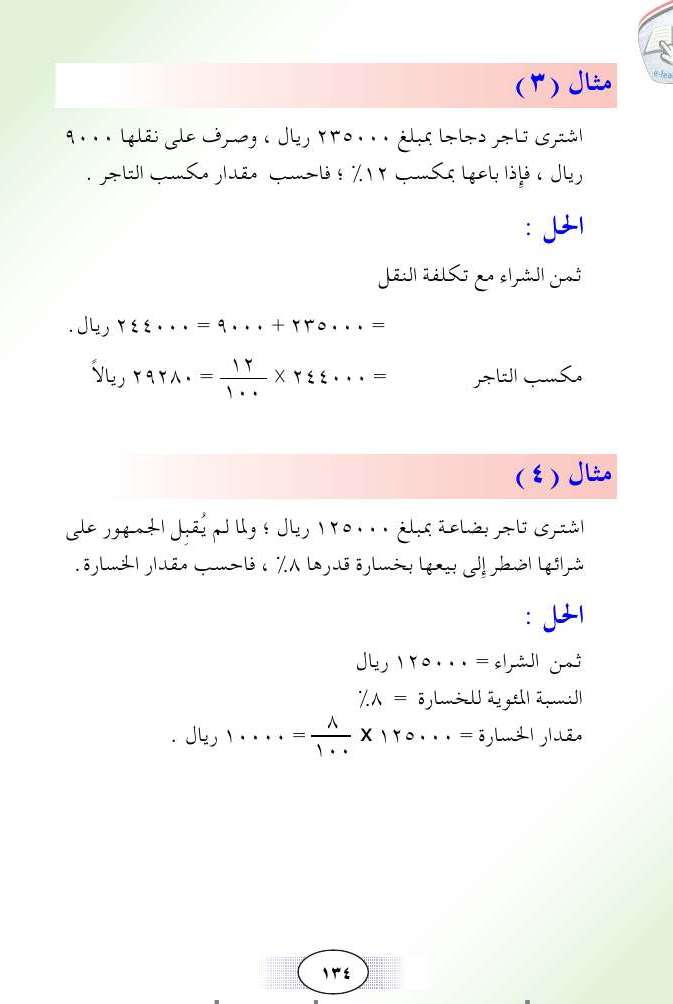 مثال (٣)
اشترى تاجر دجاجا بمبلغ ٢٣٥٠٠٠ ريال ، وصرف على نقلها ٩٠٠٠
ريال ، فإذا باعها بمكسب ١٢٪ ؛ فاحسب مقدار مكسب التاجر .
الحل :
ثمن الشراء مع تكلفة النقل
= ٢٣٥٠٠٠ + ٩٠٠٠ = ٢٤٤٠٠٠ ريال .
مكسب التاجر = ٢٤٤٠٠٠ × ١٢/١٠٠ = ٢٩٢٨٠ ريالاً
مثال (٤)
اشترى تاجر بضاعة بمبلغ ١٢٥٠٠٠ ريال ؛ ولما لم يُقبِل الجمهور على
شرائها اضطر إلى بيعها بخسارة قدرها ٨٪ ، فاحسب مقدار الخسارة .
الحل :
ثمن الشراء = ١٢٥٠٠٠ ريال
النسبة المئوية للخسارة = ٨٪
مقدار الخسارة = ١٢٥٠٠٠ × ٨/١٠٠ = ١٠٠٠٠ ريال .
١٣٤